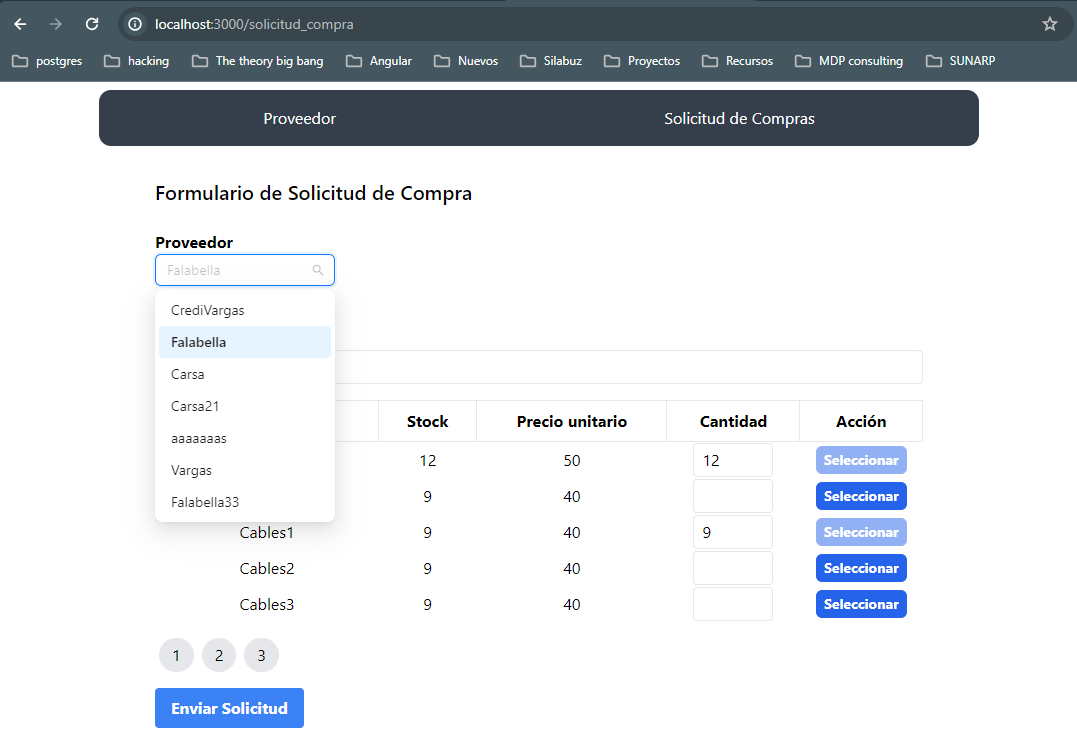 localhost:3000/solicitud_compra
postgres hacking The theory big bang Angular Nuevos Silabuz Proyectos Recursos MDP consulting SUNARP
Proveedor Solicitud de Compras
Formulario de Solicitud de Compra
Proveedor
Falabella
CrediVargas
Falabella
Carsa
Carsa21
aaaaaaas
Vargas
Falabella33
Stock Precio unitario Cantidad Acción
12 50 12 Seleccionar
9 40 Seleccionar
Cables1 9 40 9 Seleccionar
Cables2 9 40 Seleccionar
Cables3 9 40 Seleccionar
1 2 3
Enviar Solicitud